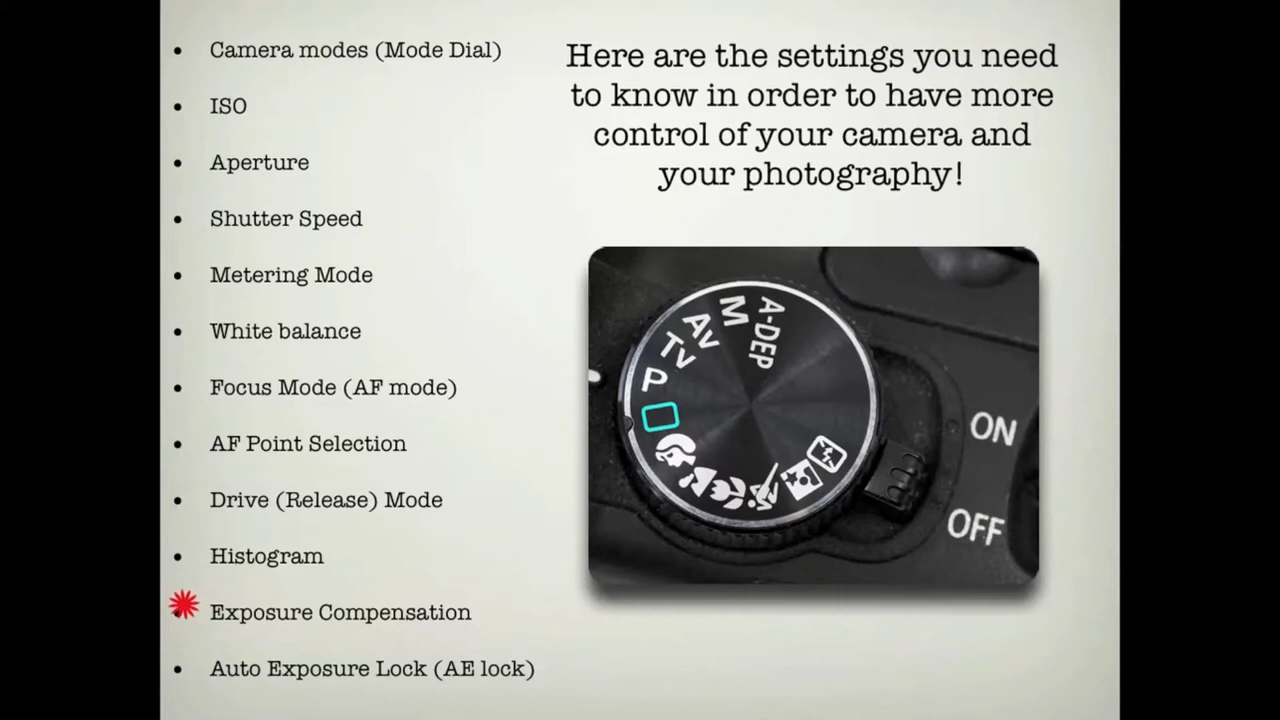 Camera modes (Mode Dial)
ISO
Aperture
Shutter Speed
Metering Mode
White balance
Focus Mode (AF mode)
AF Point Selection
Drive (Release) Mode
Histogram
Exposure Compensation
Auto Exposure Lock (AE lock)
Here are the settings you need
to know in order to have more
control of your camera and
your photography!
A-DEP
M
Av
Tv
P
ON
OFF